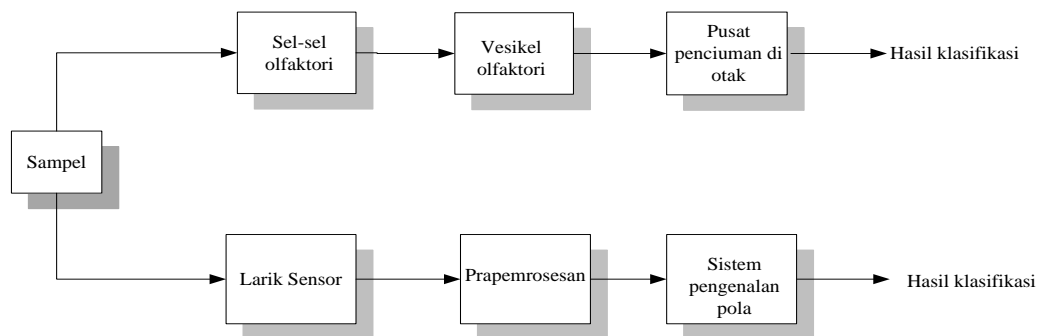 Sel-sel
olfaktori
Vesikel
olfaktori
Pusat
penciuman di
otak
Hasil klasifikasi
Sampel
Larik Sensor
Prapemrosesan
Sistem
pengenalan
pola
Hasil klasifikasi